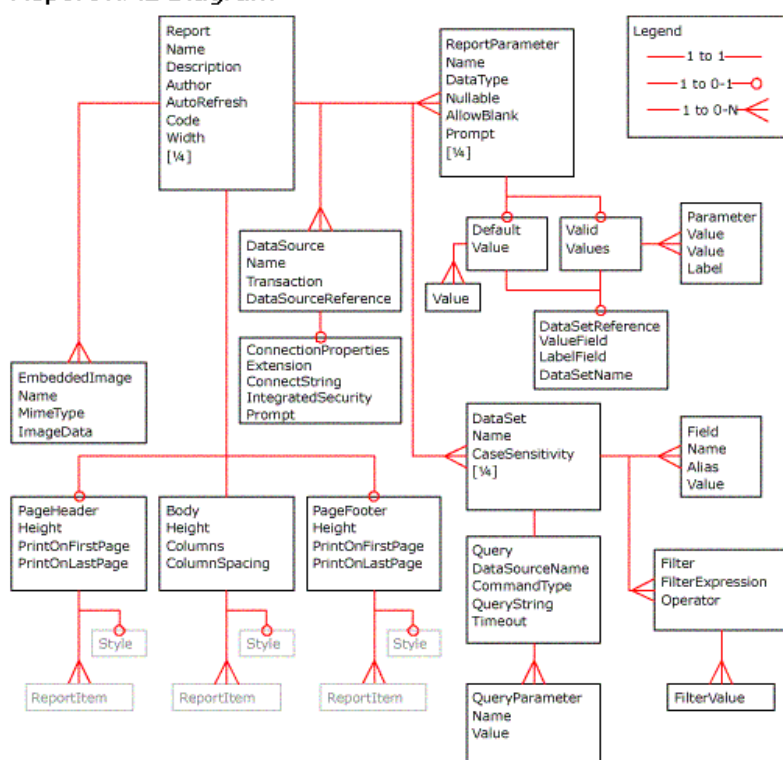 Report
Name
Description
Author
AutoRefresh
Code
Width
[¼]
ReportParameter
Name
DataType
Nullable
AllowBlank
Prompt
[¼]
Legend
1 to 1
1 to 0-1
1 to 0-N
DataSource
Name
Transaction
DataSourceReference
Default
Value
Valid
Values
Parameter
Value
Value
Label
Value
DataSetReference
ValueField
LabelField
DataSetName
ConnectionProperties
Extension
ConnectString
IntegratedSecurity
Prompt
EmbeddedImage
Name
MimeType
ImageData
DataSet
Name
CaseSensitivity
[¼]
Field
Name
Alias
Value
PageHeader
Height
PrintOnFirstPage
PrintOnLastPage
Body
Height
Columns
ColumnSpacing
PageFooter
Height
PrintOnFirstPage
PrintOnLastPage
Query
DataSourceName
CommandType
QueryString
Timeout
Filter
FilterExpression
Operator
Style
Style
Style
ReportItem
ReportItem
ReportItem
QueryParameter
Name
Value
FilterValue